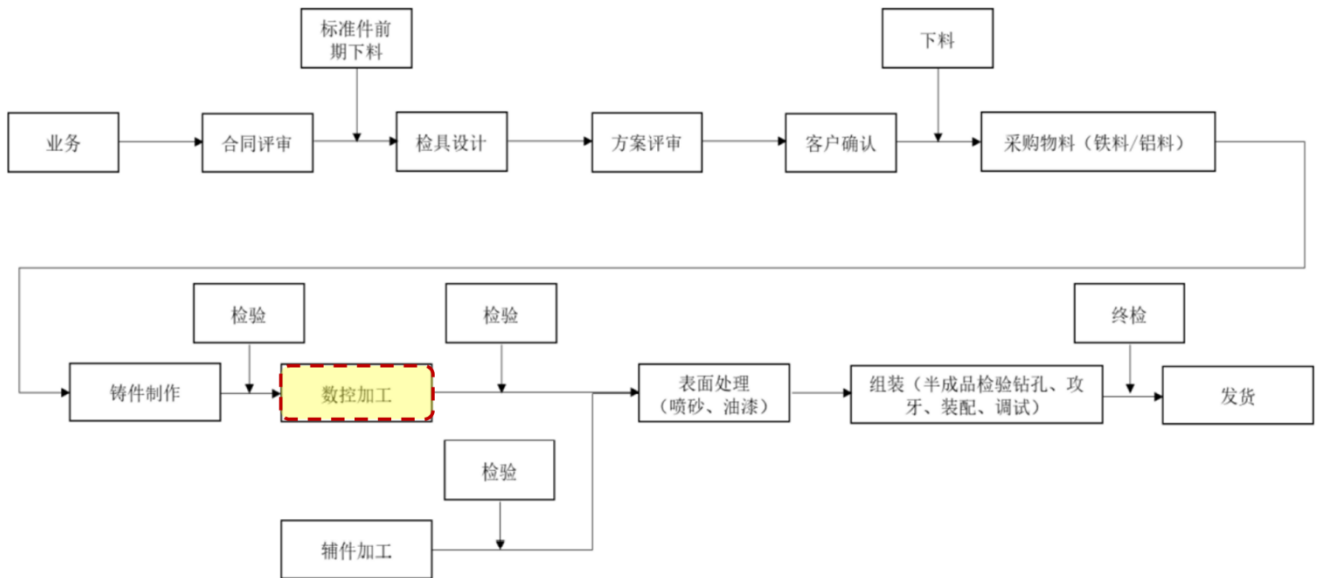 标准件前
期下料
下料
业务
合同评审
检具设计
方案评审
客户确认
采购物料（铁料/铝料）
检验
检验
终检
铸件制作
数控加工
表面处理
（喷砂、油漆）
组装（半成品检验钻孔、攻
牙、装配、调试）
发货
检验
辅件加工